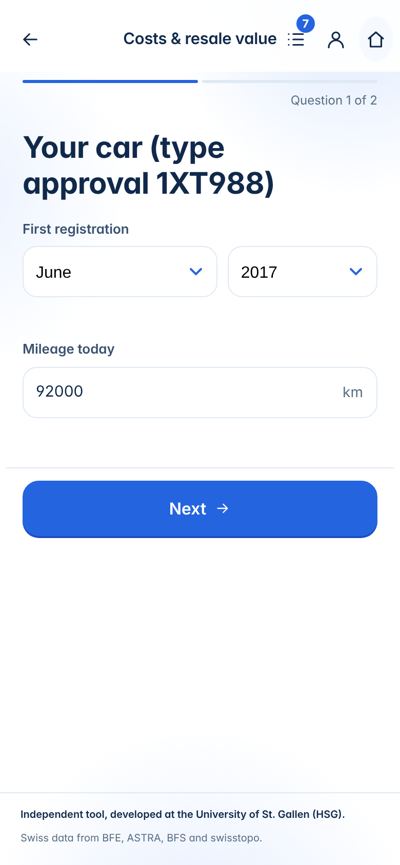 Costs & resale value
7
Question 1 of 2
Your car (type
approval 1XT988)
First registration
June
2017
Mileage today
92000
km
Next →
Independent tool, developed at the University of St. Gallen (HSG).
Swiss data from BFE, ASTRA, BFS and swisstopo.